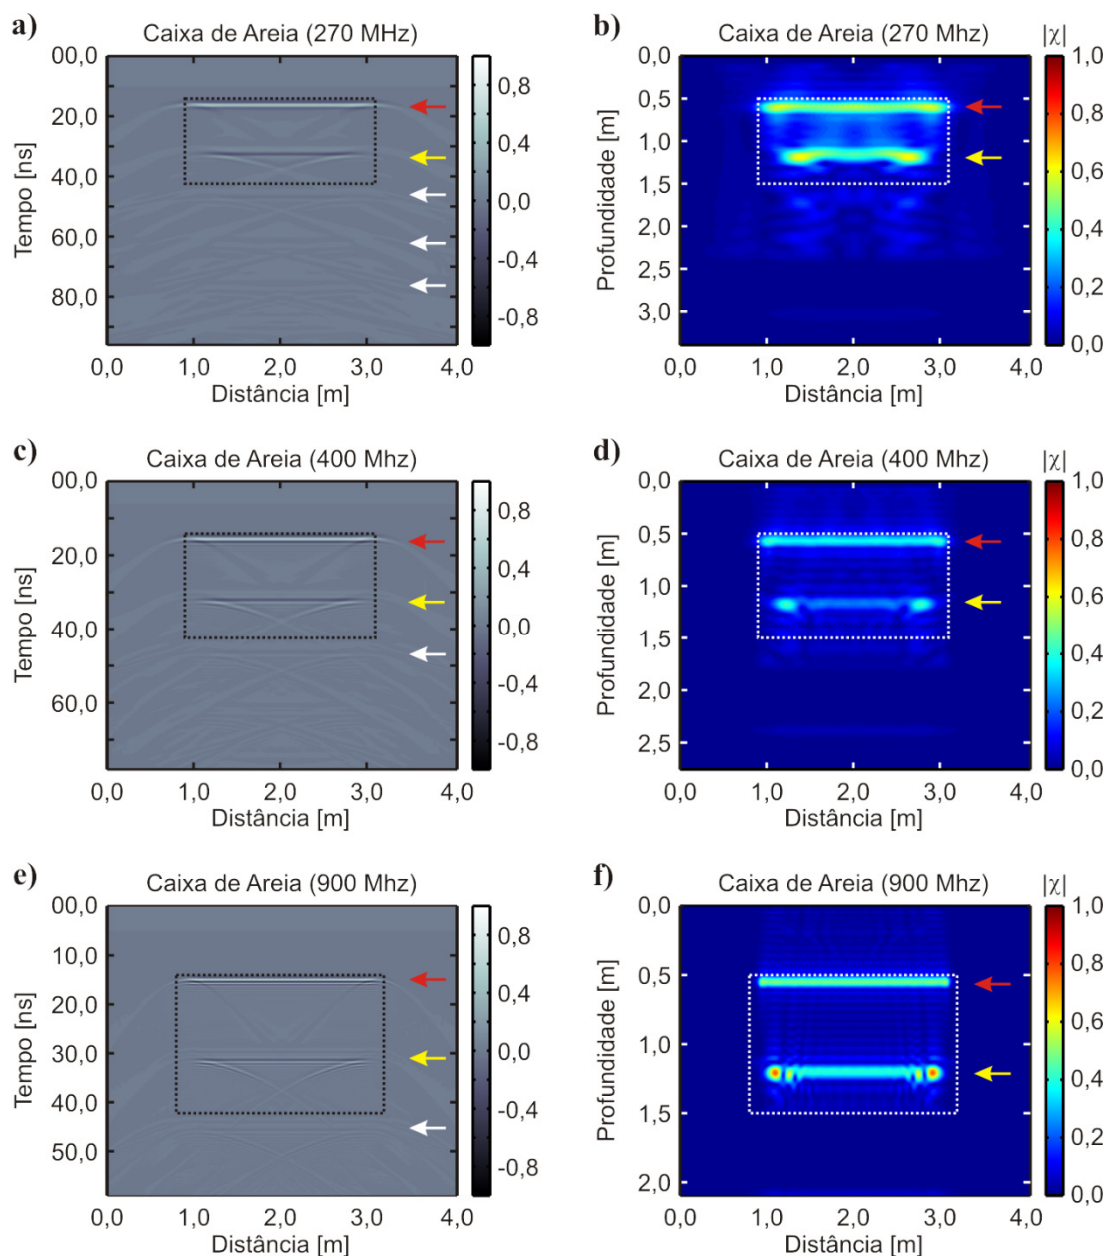 a)
Caixa de Areia (270 MHz)
00,0
20,0
40,0
60,0
80,0
Tempo [ns]
0,0 1,0 2,0 3,0 4,0
Distância [m]
0,8
0,4
0,0
-0,4
-0,8
b)
Caixa de Areia (270 Mhz)
|χ|
0,0
0,5
1,0
1,5
2,0
2,5
3,0
Profundidade [m]
0,0 1,0 2,0 3,0 4,0
Distância [m]
1,0
0,8
0,6
0,4
0,2
0,0
c)
Caixa de Areia (400 Mhz)
00,0
20,0
40,0
60,0
Tempo [ns]
0,0 1,0 2,0 3,0 4,0
Distância [m]
0,8
0,4
0,0
-0,4
-0,8
d)
Caixa de Areia (400 Mhz)
|χ|
0,0
0,5
1,0
1,5
2,0
2,5
Profundidade [m]
0,0 1,0 2,0 3,0 4,0
Distância [m]
1,0
0,8
0,6
0,4
0,2
0,0
e)
Caixa de Areia (900 Mhz)
00,0
10,0
20,0
30,0
40,0
50,0
Tempo [ns]
0,0 1,0 2,0 3,0 4,0
Distância [m]
0,8
0,4
0,0
-0,4
-0,8
f)
Caixa de Areia (900 Mhz)
|χ|
0,0
0,5
1,0
1,5
2,0
Profundidade [m]
0,0 1,0 2,0 3,0 4,0
Distância [m]
1,0
0,8
0,6
0,4
0,2
0,0